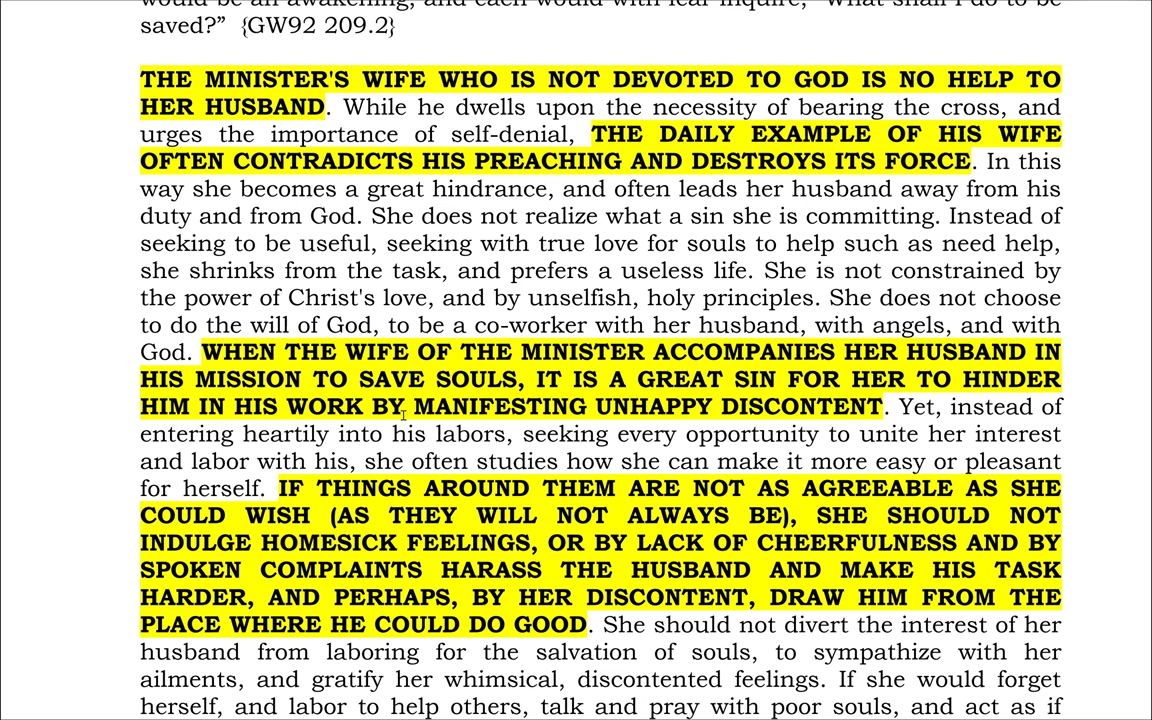 would be an awakening, and each would with fear inquire, "What shall I do to be
saved?” {GW92 209.2}
THE MINISTER'S WIFE WHO IS NOT DEVOTED TO GOD IS NO HELP TO
HER HUSBAND. While he dwells upon the necessity of bearing the cross, and
urges the importance of self-denial, THE DAILY EXAMPLE OF HIS WIFE
OFTEN CONTRADICTS HIS PREACHING AND DESTROYS ITS FORCE. In this
way she becomes a great hindrance, and often leads her husband away from his
duty and from God. She does not realize what a sin she is committing. Instead of
seeking to be useful, seeking with true love for souls to help such as need help,
she shrinks from the task, and prefers a useless life. She is not constrained by
the power of Christ's love, and by unselfish, holy principles. She does not choose
to do the will of God, to be a co-worker with her husband, with angels, and with
God. WHEN THE WIFE OF THE MINISTER ACCOMPANIES HER HUSBAND IN
HIS MISSION TO SAVE SOULS, IT IS A GREAT SIN FOR HER TO HINDER
HIM IN HIS WORK BY MANIFESTING UNHAPPY DISCONTENT. Yet, instead of
entering heartily into his labors, seeking every opportunity to unite her interest
and labor with his, she often studies how she can make it more easy or pleasant
for herself. IF THINGS AROUND THEM ARE NOT AS AGREEABLE AS SHE
COULD WISH (AS THEY WILL NOT ALWAYS BE), SHE SHOULD NOT
INDULGE HOMESICK FEELINGS, OR BY LACK OF CHEERFULNESS AND BY
SPOKEN COMPLAINTS HARASS THE HUSBAND AND MAKE HIS TASK
HARDER, AND PERHAPS, BY HER DISCONTENT, DRAW HIM FROM THE
PLACE WHERE HE COULD DO GOOD. She should not divert the interest of her
husband from laboring for the salvation of souls, to sympathize with her
ailments, and gratify her whimsical, discontented feelings. If she would forget
herself, and labor to help others, talk and pray with poor souls, and act as if